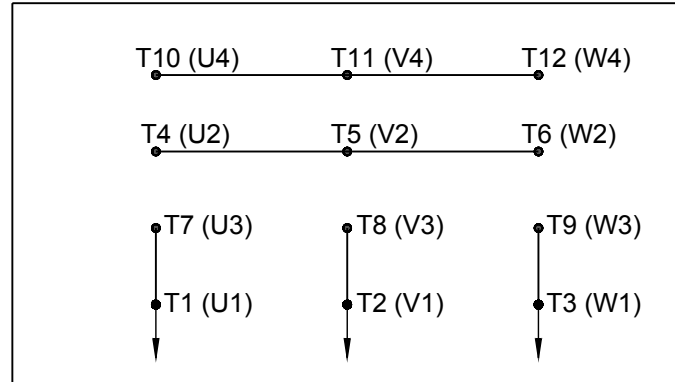 T10 (U4) T11 (V4) T12 (W4)
T4 (U2) T5 (V2) T6 (W2)
T7 (U3) T8 (V3) T9 (W3)
T1 (U1) T2 (V1) T3 (W1)